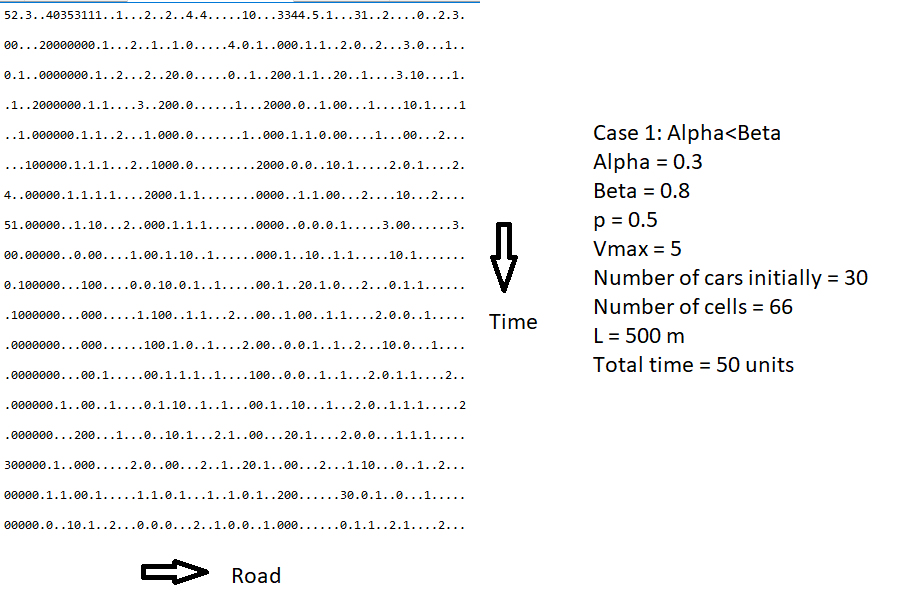 52.3..40353111..1...2..2..4.4.....10...3344.5.1...31..2....0..2.3.
00...20000000.1...2..1..1.0.....4.0.1..000.1.1..2.0..2...3.0...1..
0.1..0000000.1..2...2..20.0.....0..1..200.1.1..20..1....3.10....1.
.1..2000000.1.1....3..200.0......1...2000.0..1.00...1....10.1....1
..1.000000.1.1..2...1.000.0.......1..000.1.1.0.00....1...00...2...
...100000.1.1.1...2..1000.0.........2000.0.0..10.1.....2.0.1....2.
4..00000.1.1.1.1....2000.1.1........0000..1.1.00...2....10...2....
51.00000..1.10...2..000.1.1.1.......0000..0.0.0.1.....3.00......3.
00.00000..0.00....1.00.1.10..1......000.1..10..1.1.....10.1.......
0.100000...100....0.0.10.0.1..1.....00.1..20.1.0...2...0.1.1......
.1000000...000.....1.100..1.1...2...00..1.00..1.1....2.0.0..1.....
.0000000...000......100.1.0..1....2.00..0.0.1..1..2...10.0...1....
.0000000...00.1.....00.1.1.1..1....100..0.0..1..1...2.0.1.1....2..
.000000.1..00..1....0.1.10..1..1...00.1..10...1...2.0..1.1.1.....2
.000000...200...1...0..10.1...2.1..00...20.1....2.0.0...1.1.1.....
300000.1..000.....2.0..00...2..1..20.1..00...2...1.10...0..1..2...
00000.1.1.00.1.....1.1.0.1...1..1.0.1..200......30.0.1..0...1.....
00000.0..10.1..2...0.0.0...2..1.0.0..1.000......0.1.1..2.1....2...
Road
Time
Case 1: Alpha<Beta
Alpha = 0.3
Beta = 0.8
p = 0.5
Vmax = 5
Number of cars initially = 30
Number of cells = 66
L = 500 m
Total time = 50 units